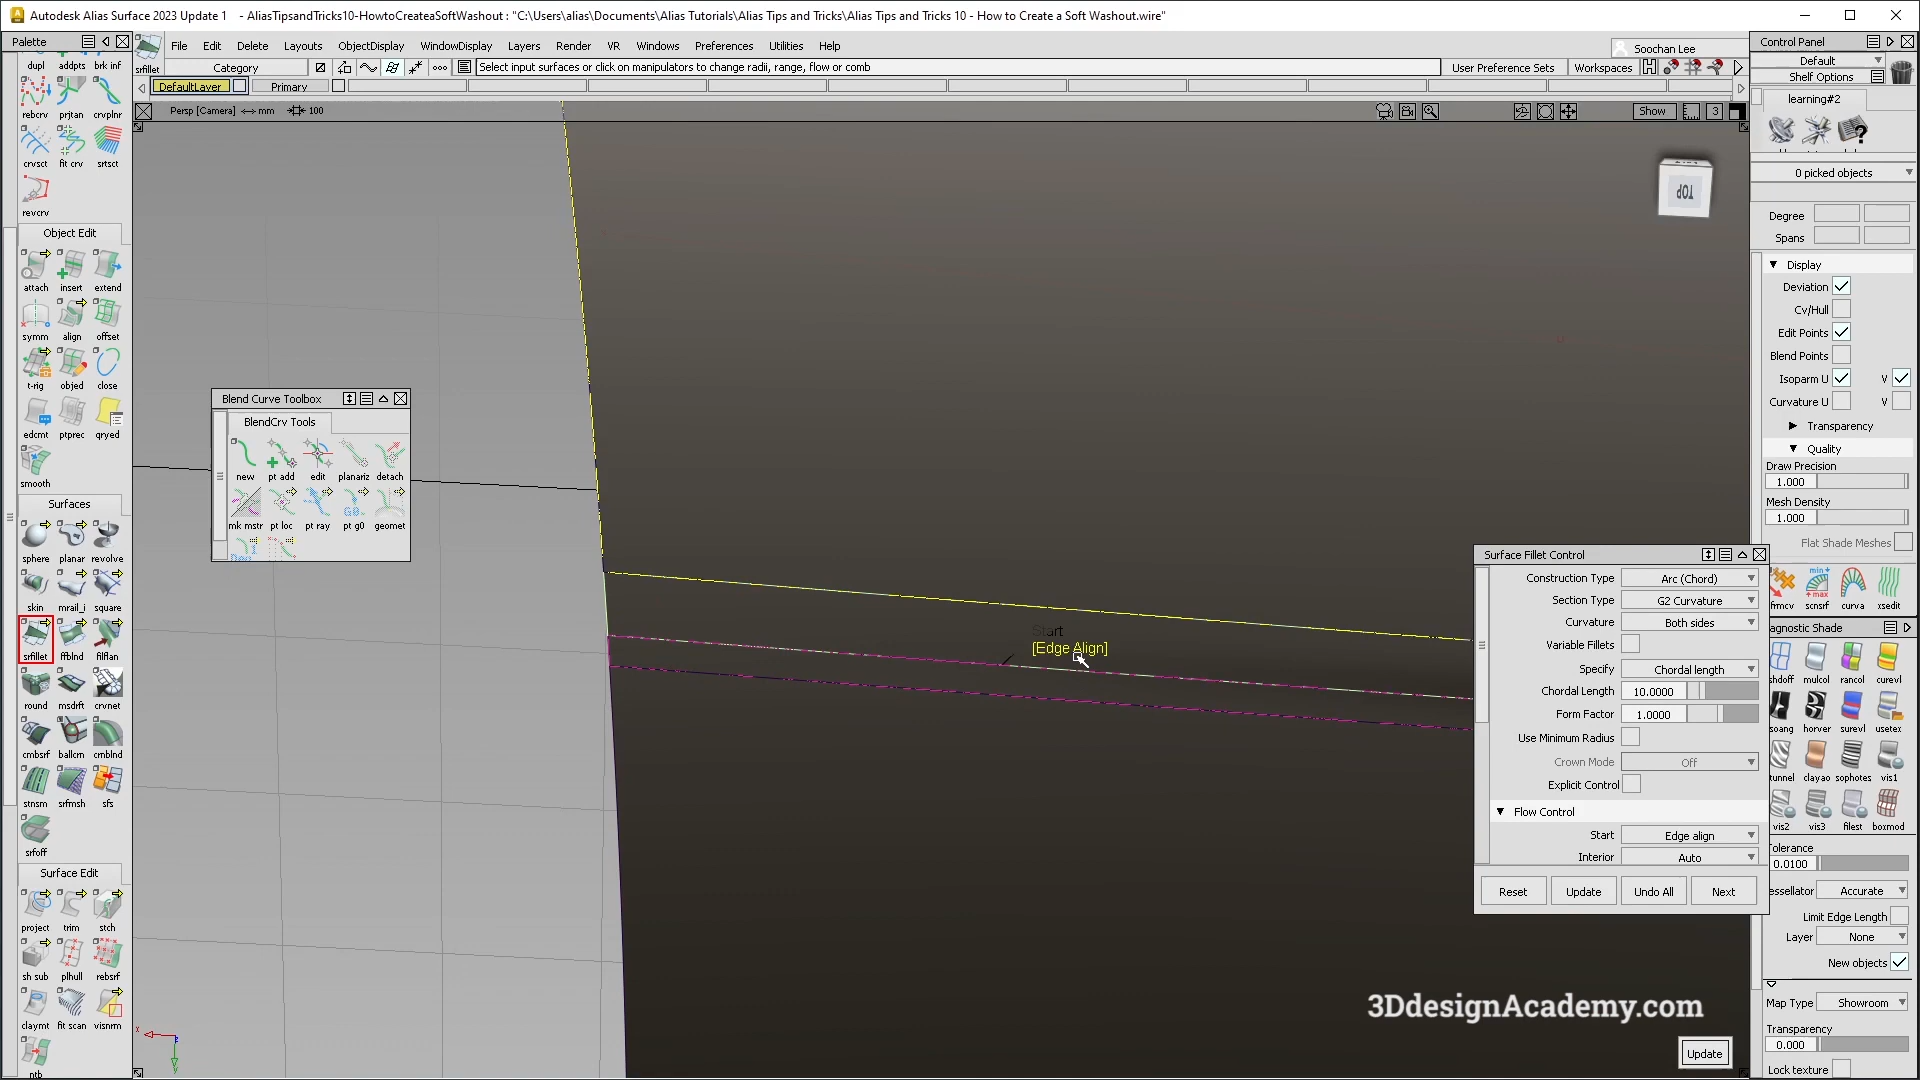 Autodesk Alias Surface 2023 Update 1 - AliasTipsandTricks10-HowtoCreateaSoftWashout : "C:\Users\alias\Documents\Alias Tutorials\Alias Tips and Tricks\Alias Tips and Tricks 10 - How to Create a Soft Washout.wire"
Palette
File Edit Delete Layouts ObjectDisplay WindowDisplay Layers Render VR Windows Preferences Utilities Help
Soochan Lee
srfillet
Category
Select input surfaces or click on manipulators to change radii, range, flow or comb
User Preference Sets
Workspaces
DefaultLayer
Primary
Persp [Camera] mm 100
Show
3
TOP
dupl addpts brk inf
rebcrv prjtan crvplnr
crvsct fit crv srtsct
revcrv
Object Edit
attach insert extend
symm align offset
t-rig objed close
edcmt ptprec qryed
smooth
Surfaces
sphere planar revolve
skin mrail_i square
srfillet ffblnd filflan
round msdrft crvnet
cmbsrf ballcrn crnblnd
stnsm srfmsh sfs
srfoff
Surface Edit
project trim stch
sh sub plhull rebsrf
claymt fit scan visnrm
ntb
Blend Curve Toolbox
BlendCrv Tools
new pt add edit planariz detach
mk mstr pt loc pt ray pt g0 geomet
Start
[Edge Align]
Surface Fillet Control
Construction Type Arc (Chord)
Section Type G2 Curvature
Curvature Both sides
Variable Fillets
Specify Chordal length
Chordal Length 10.0000
Form Factor 1.0000
Use Minimum Radius
Crown Mode Off
Explicit Control
Flow Control
Start Edge align
Interior Auto
Reset Update Undo All Next
Control Panel
Default
Shelf Options
learning#2
0 picked objects
Degree
Spans
Display
Deviation
Cv/Hull
Edit Points
Blend Points
Isoparm U V
Curvature U V
Transparency
Quality
Draw Precision
1.000
Mesh Density
1.000
Flat Shade Meshes
frmcv scnsrf curva xsedit
agnostic Shade
shdoff mulcol rancol curevl
soang horver surevl usetex
tunnel clayao sophotes vis1
vis2 vis3 filest boxmod
Tolerance
0.0100
essellator Accurate
Limit Edge Length
Layer None
New objects
Map Type Showroom
Transparency
0.000
Lock texture
3DdesignAcademy.com
Update